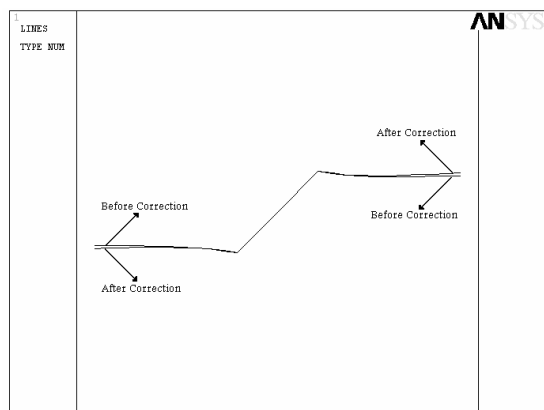 1
LINES
TYPE NUM
ANSYS
After Correction
Before Correction
Before Correction
After Correction